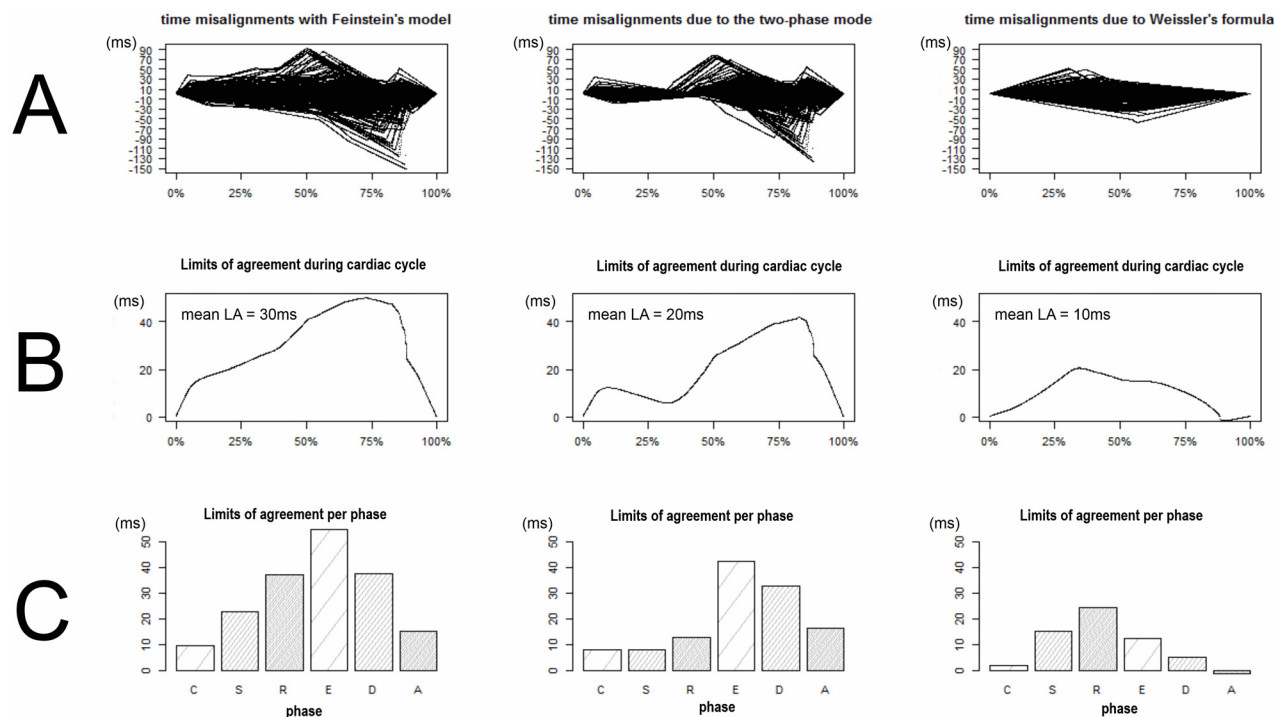 time misalignments with Feinstein's model
time misalignments due to the two-phase mode
time misalignments due to Weissler's formula
A
(ms)
90
70
50
30
10
-10
-30
-50
-70
-90
-110
-130
-150
0% 25% 50% 75% 100%
(ms)
90
70
50
30
10
-10
-30
-50
-70
-90
-110
-130
-150
0% 25% 50% 75% 100%
(ms)
90
70
50
30
10
-10
-30
-50
-70
-90
-110
-130
-150
0% 25% 50% 75% 100%
B
Limits of agreement during cardiac cycle
(ms)
mean LA = 30ms
40
20
0
0% 25% 50% 75% 100%
Limits of agreement during cardiac cycle
(ms)
mean LA = 20ms
40
20
0
0% 25% 50% 75% 100%
Limits of agreement during cardiac cycle
(ms)
mean LA = 10ms
40
20
0
0% 25% 50% 75% 100%
C
Limits of agreement per phase
(ms)
50
40
30
20
10
0
C S R E D A
phase
Limits of agreement per phase
(ms)
50
40
30
20
10
0
C S R E D A
phase
Limits of agreement per phase
(ms)
50
40
30
20
10
0
C S R E D A
phase